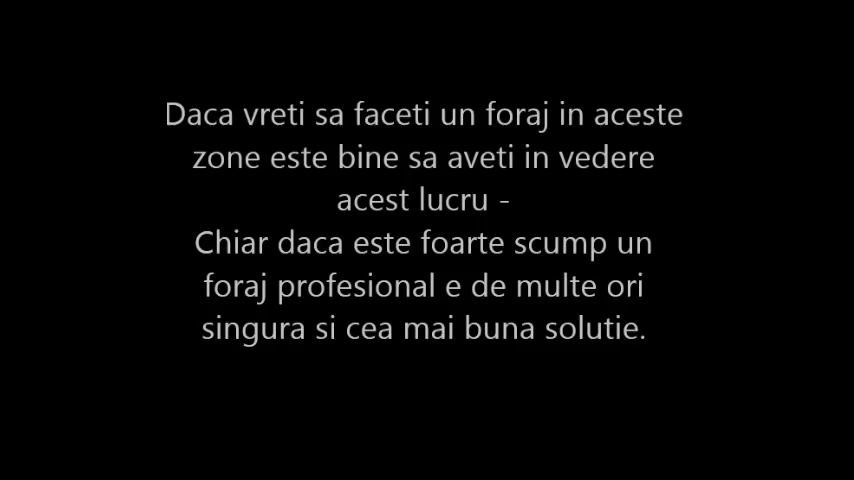 Daca vreti sa faceti un foraj in aceste
zone este bine sa aveti in vedere
acest lucru -
Chiar daca este foarte scump un
foraj profesional e de multe ori
singura si cea mai buna solutie.